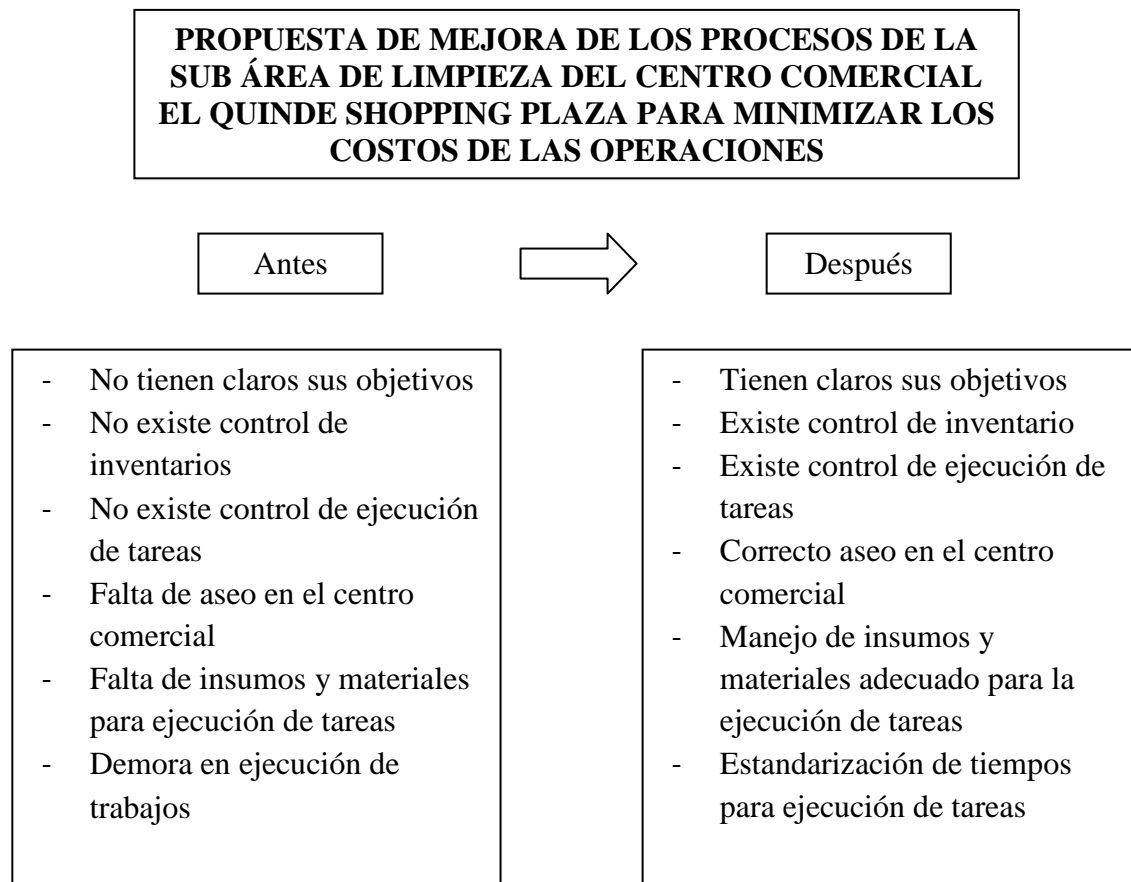 PROPUESTA DE MEJORA DE LOS PROCESOS DE LA
SUB ÁREA DE LIMPIEZA DEL CENTRO COMERCIAL
EL QUINDE SHOPPING PLAZA PARA MINIMIZAR LOS
COSTOS DE LAS OPERACIONES
Antes
Después
- No tienen claros sus objetivos
- No existe control de
inventarios
- No existe control de ejecución
de tareas
- Falta de aseo en el centro
comercial
- Falta de insumos y materiales
para ejecución de tareas
- Demora en ejecución de
trabajos
- Tienen claros sus objetivos
- Existe control de inventario
- Existe control de ejecución de
tareas
- Correcto aseo en el centro
comercial
- Manejo de insumos y
materiales adecuado para la
ejecución de tareas
- Estandarización de tiempos
para ejecución de tareas